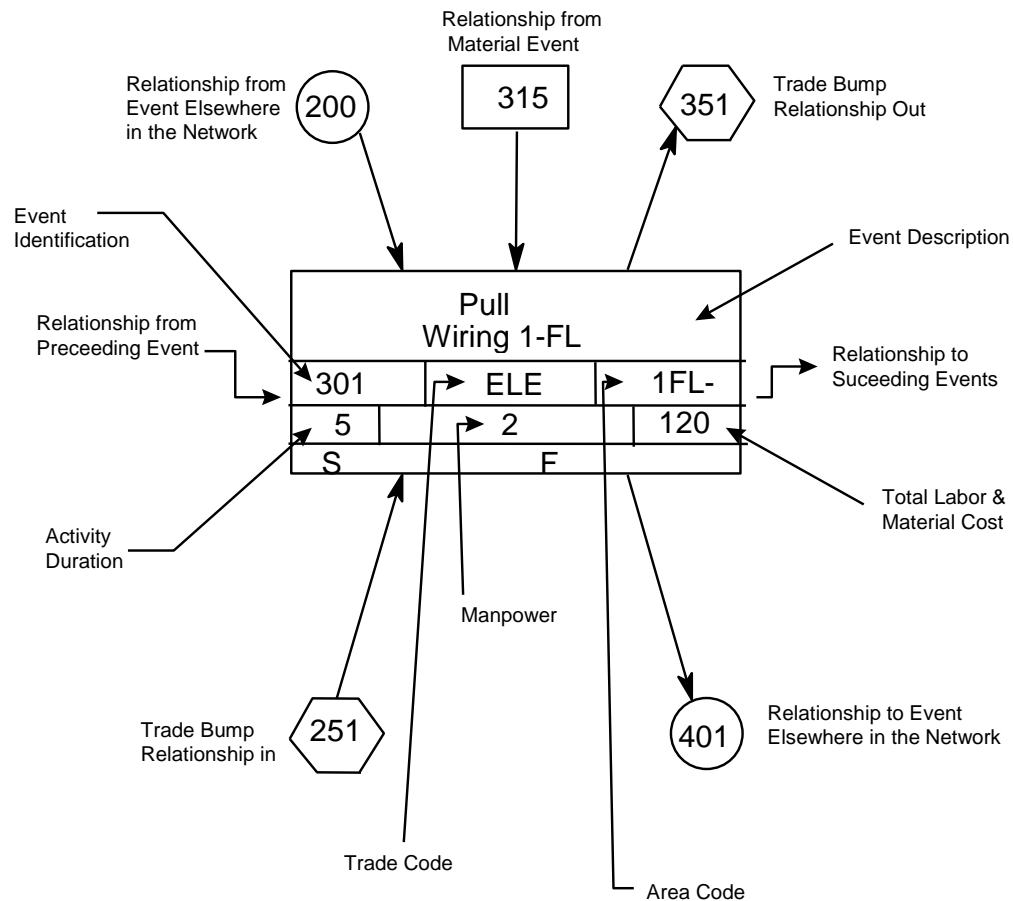 Relationship from
Material Event
315
Relationship from
Event Elsewhere
in the Network
200
351
Trade Bump
Relationship Out
Event
Identification
Event Description
Pull
Wiring 1-FL
Relationship from
Preceeding Event
301
ELE
1FL-
Relationship to
Suceeding Events
5
2
120
S
F
Total Labor &
Material Cost
Activity
Duration
Manpower
Trade Bump
Relationship in
251
401
Relationship to Event
Elsewhere in the Network
Trade Code
Area Code